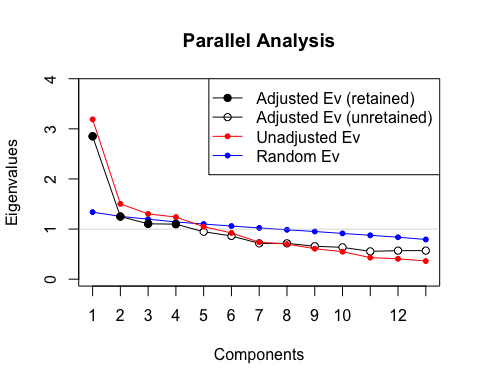 Parallel Analysis
Adjusted Ev (retained)
Adjusted Ev (unretained)
Unadjusted Ev
Random Ev
Eigenvalues
4
3
2
1
0
1 2 3 4 5 6 7 8 9 10 12
Components